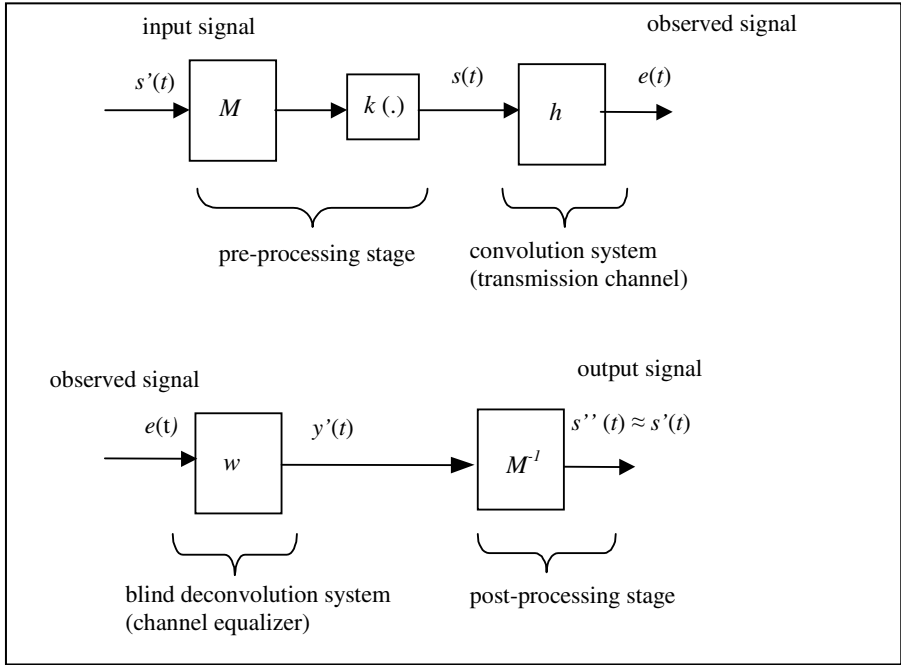 input signal
observed signal
s’(t)
M
k (.)
s(t)
h
e(t)
pre-processing stage
convolution system
(transmission channel)
observed signal
output signal
e(t)
w
y’(t)
M-1
s’’ (t) ≈ s’(t)
blind deconvolution system
(channel equalizer)
post-processing stage